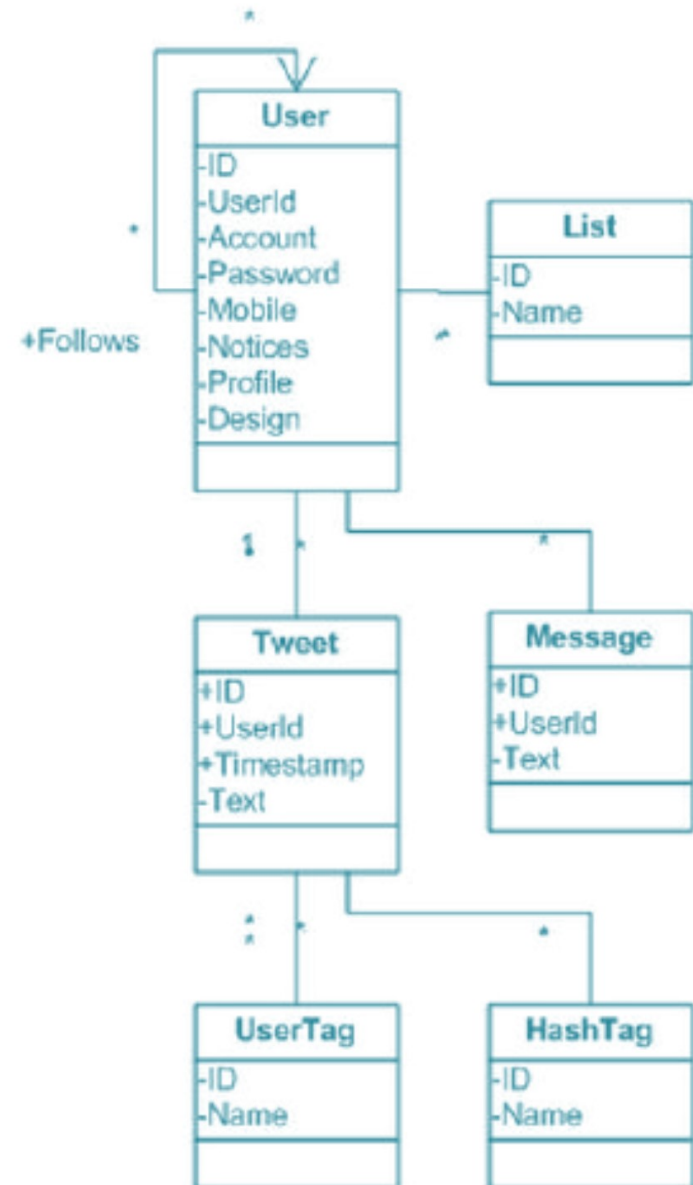 *
User
-ID
-UserId
-Account
-Password
-Mobile
-Notices
-Profile
-Design
*
+Follows
List
-ID
-Name
*
*
*
Tweet
+ID
+UserId
+Timestamp
-Text
Message
+ID
+UserId
-Text
*
*
*
*
UserTag
-ID
-Name
HashTag
-ID
-Name